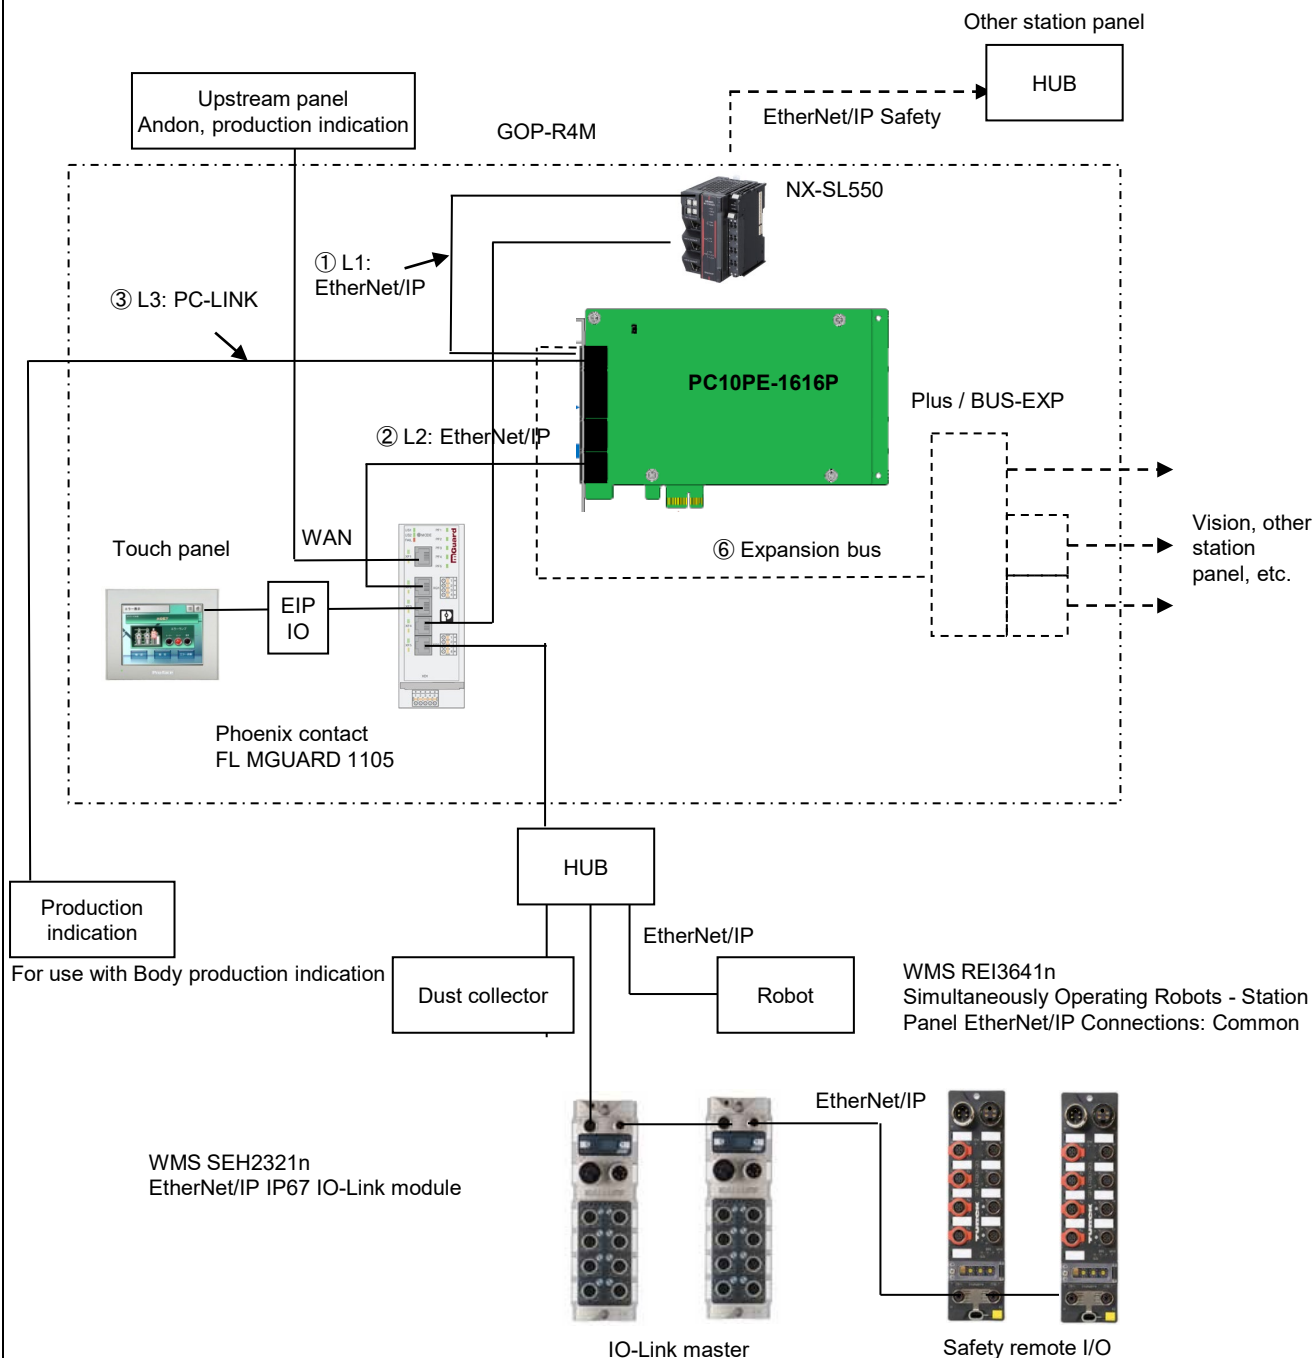 Other station panel
HUB
Upstream panel
Andon, production indication
EtherNet/IP Safety
GOP-R4M
NX-SL550
① L1:
EtherNet/IP
③ L3: PC-LINK
PC10PE-1616P
Plus / BUS-EXP
② L2: EtherNet/IP
WAN
Touch panel
mGuard
⑥ Expansion bus
Vision, other
station
panel, etc.
EIP
IO
Phoenix contact
FL MGUARD 1105
HUB
Production
indication
EtherNet/IP
For use with Body production indication
Dust collector
Robot
WMS REI3641n
Simultaneously Operating Robots - Station
Panel EtherNet/IP Connections: Common
EtherNet/IP
WMS SEH2321n
EtherNet/IP IP67 IO-Link module
IO-Link master
Safety remote I/O